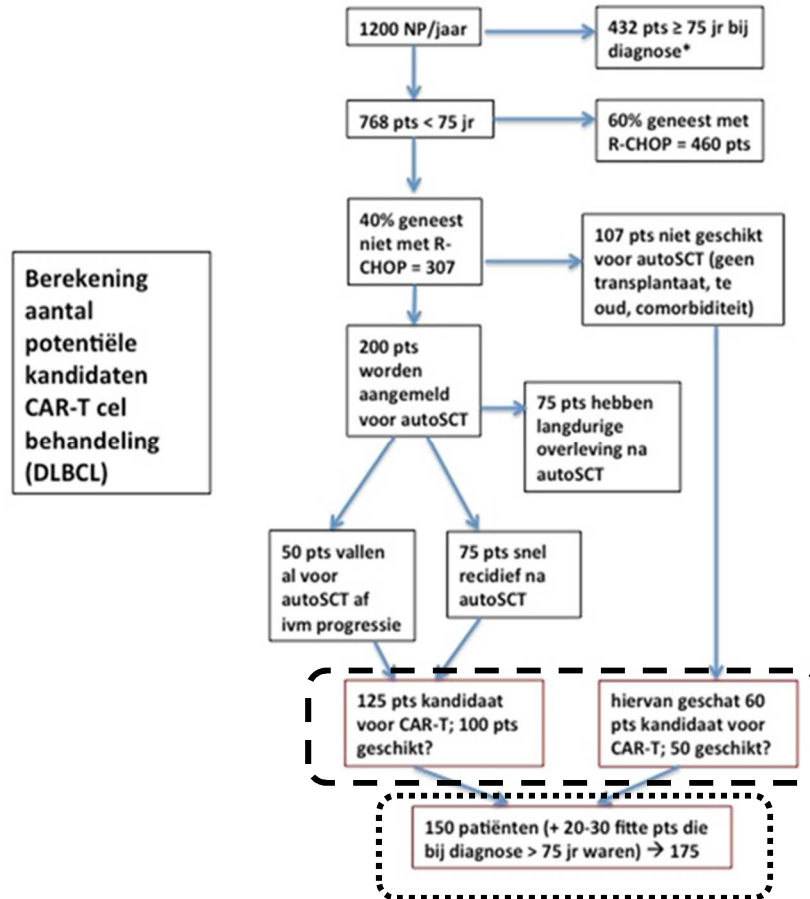 1200 NP/jaar
432 pts ≥ 75 jr bij
diagnose*
768 pts < 75 jr
60% geneest met
R-CHOP = 460 pts
40% geneest
niet met R-
CHOP = 307
107 pts niet geschikt
voor autoSCT (geen
transplantaat, te
oud, comorbiditeit)
Berekening
aantal
potentiële
kandidaten
CAR-T cel
behandeling
(DLBCL)
200 pts
worden
aangemeld
voor autoSCT
75 pts hebben
langdurige
overleving na
autoSCT
50 pts vallen
al voor
autoSCT af
ivm progressie
75 pts snel
recidief na
autoSCT
125 pts kandidaat
voor CAR-T; 100 pts
geschikt?
hiervan geschat 60
pts kandidaat voor
CAR-T; 50 geschikt?
150 patiënten (+ 20-30 fitte pts die
bij diagnose > 75 jr waren) → 175